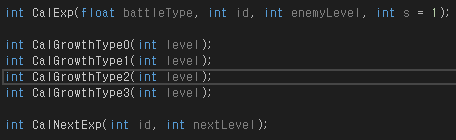 int CalExp(float battleType, int id, int enemyLevel, int s = 1);
int CalGrowthType0(int level);
int CalGrowthType1(int level);
int CalGrowthType2(int level);
int CalGrowthType3(int level);
int CalNextExp(int id, int nextLevel);